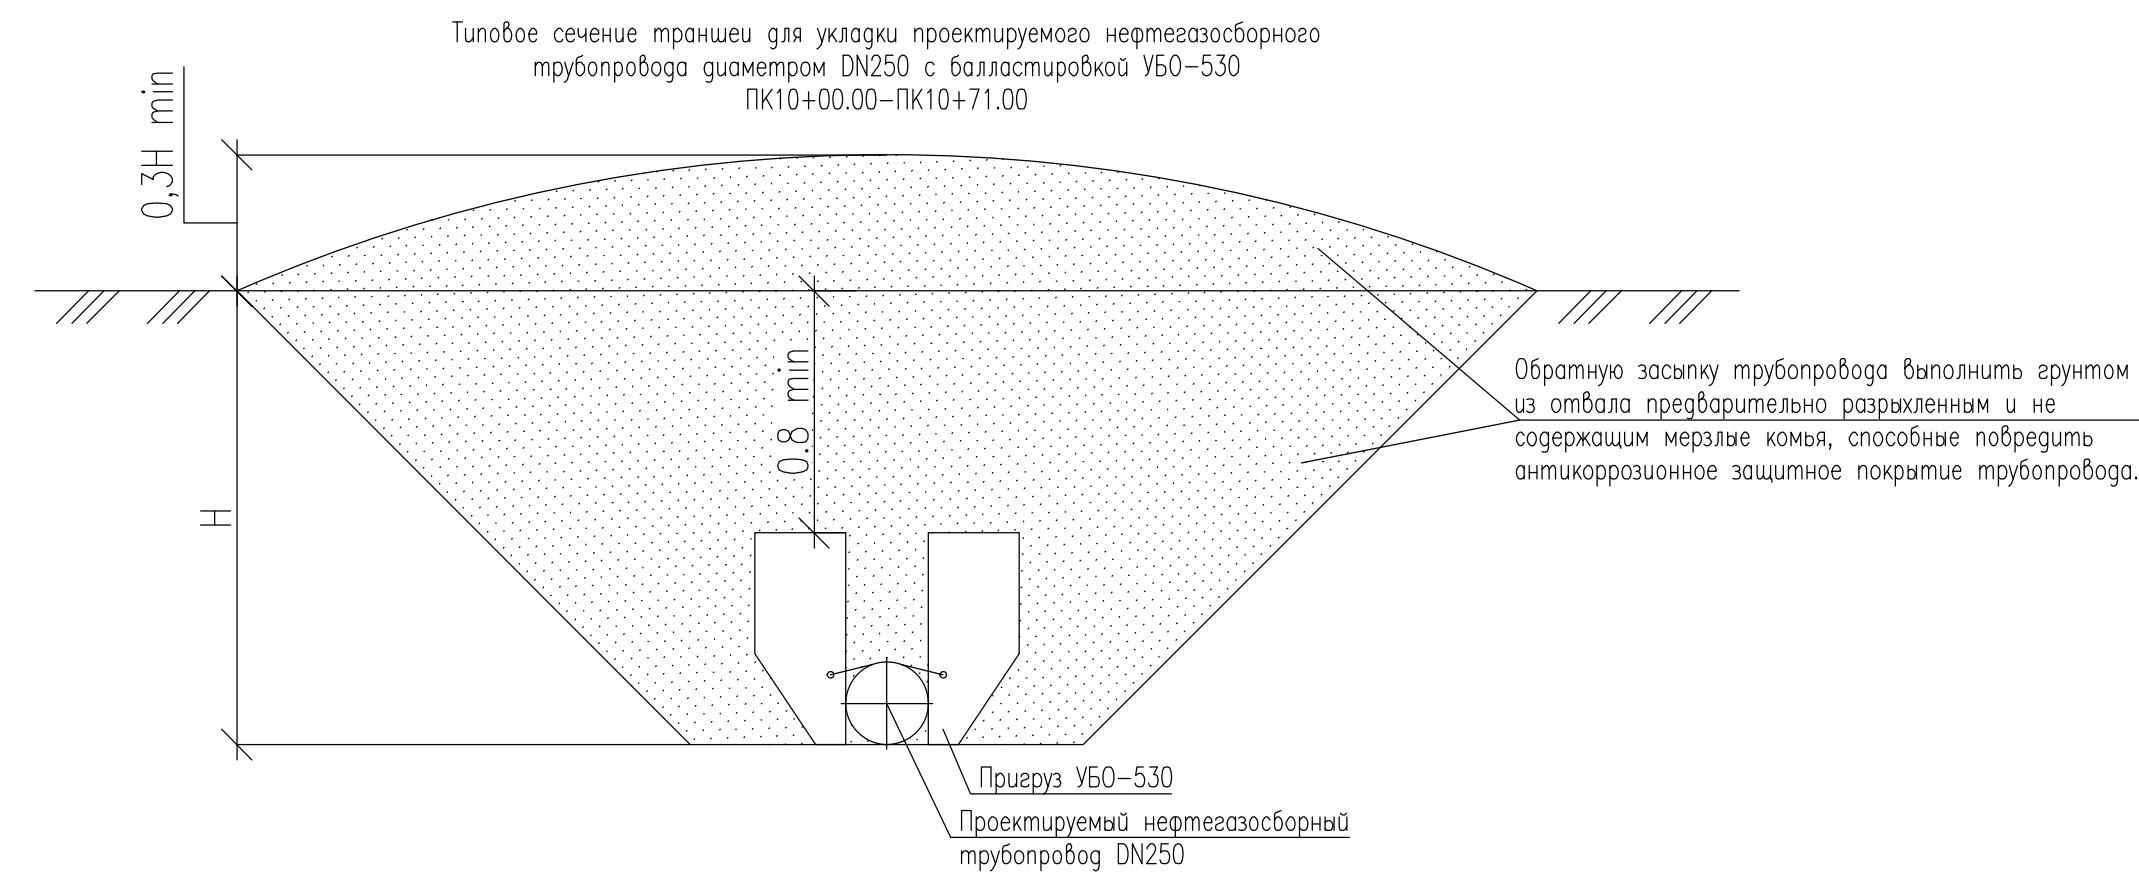 Типовое сечение траншеи для укладки проектируемого нефтегазосборного
трубопровода диаметром DN250 с балластировкой УБО-530
ПК10+00.00-ПК10+71.00
0,3H min
0.8 min
H
Обратную засыпку трубопровода выполнить грунтом
из отвала предварительно разрыхленным и не
содержащим мерзлые комья, способные повредить
антикоррозионное защитное покрытие трубопровода.
Пригруз УБО-530
Проектируемый нефтегазосборный
трубопровод DN250